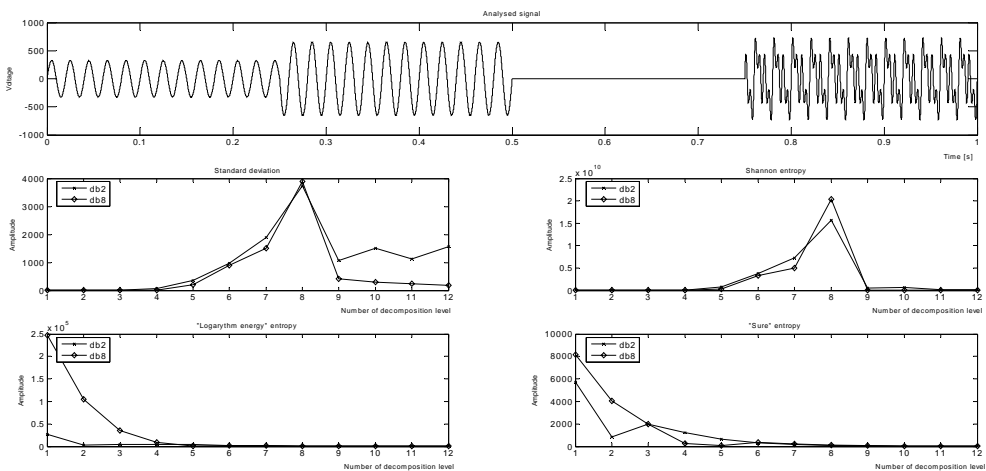 Analysed signal
1000
500
0
-500
-1000
Voltage
0 0.1 0.2 0.3 0.4 0.5 0.6 0.7 0.8 0.9 1
Time [s]
Standard deviation
4000
3000
2000
1000
0
Amplitude
db2
db8
1 2 3 4 5 6 7 8 9 10 11 12
Number of decomposition level
Shannon entropy
x 10^10
2.5
2
1.5
1
0.5
0
Amplitude
db2
db8
1 2 3 4 5 6 7 8 9 10 11 12
Number of decomposition level
"Logarythm energy" entropy
x 10^5
2.5
2
1.5
1
0.5
0
Amplitude
db2
db8
1 2 3 4 5 6 7 8 9 10 11 12
Number of decomposition level
"Sure" entropy
10000
8000
6000
4000
2000
0
Amplitude
db2
db8
1 2 3 4 5 6 7 8 9 10 11 12
Number of decomposition level